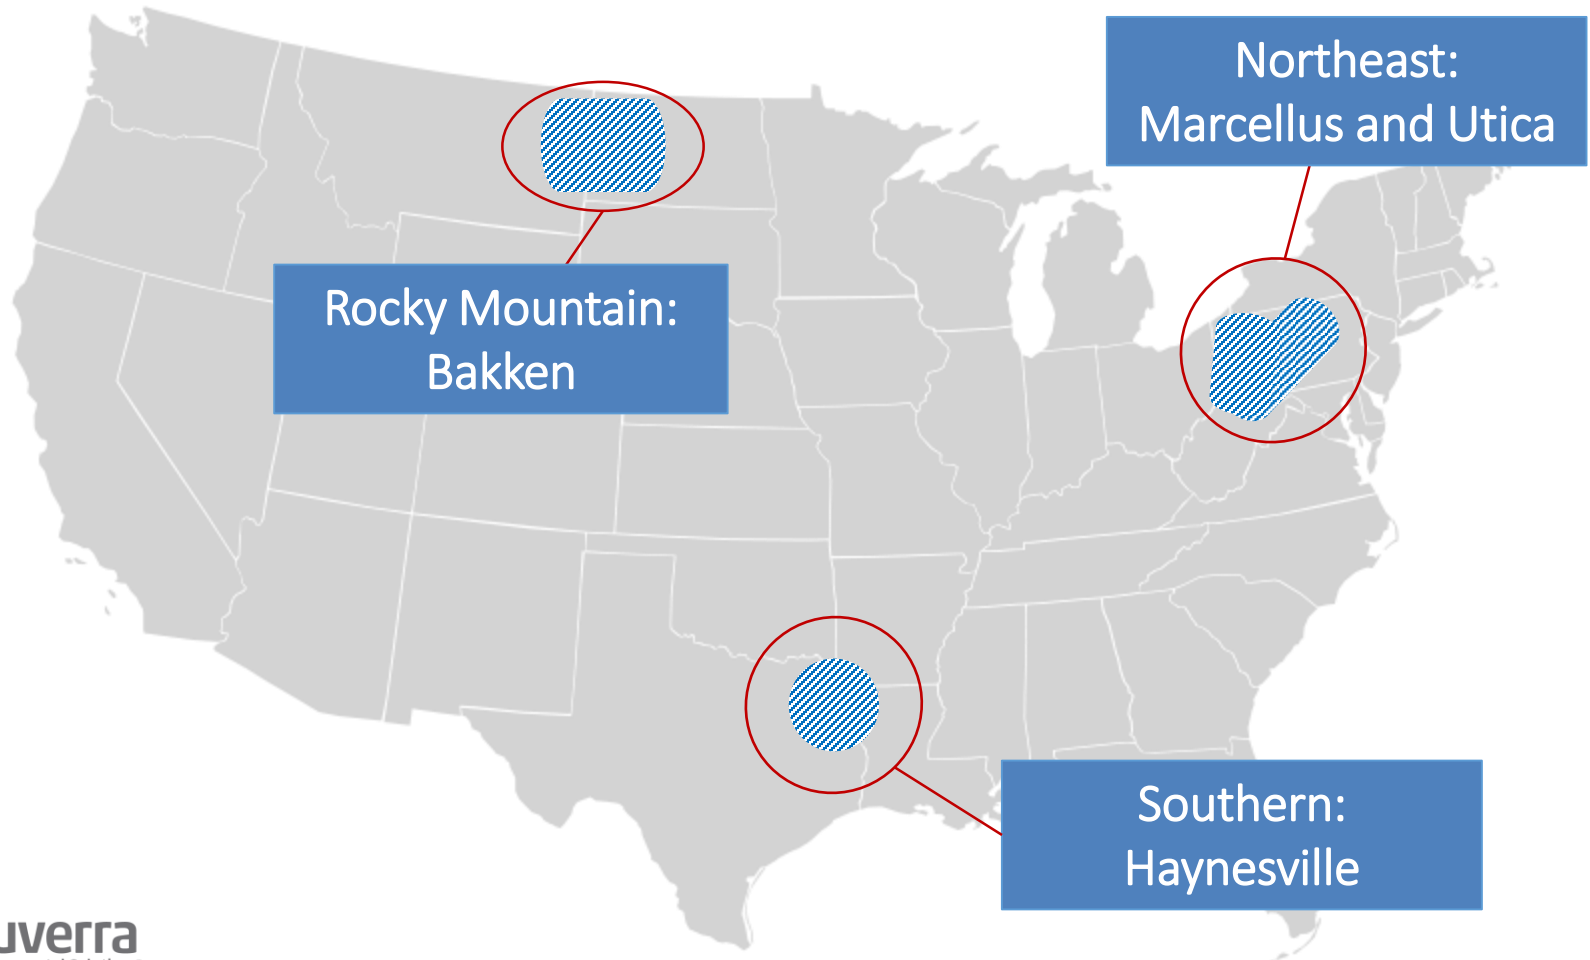 Northeast:
Marcellus and Utica
Rocky Mountain:
Bakken
Southern:
Haynesville
uverra